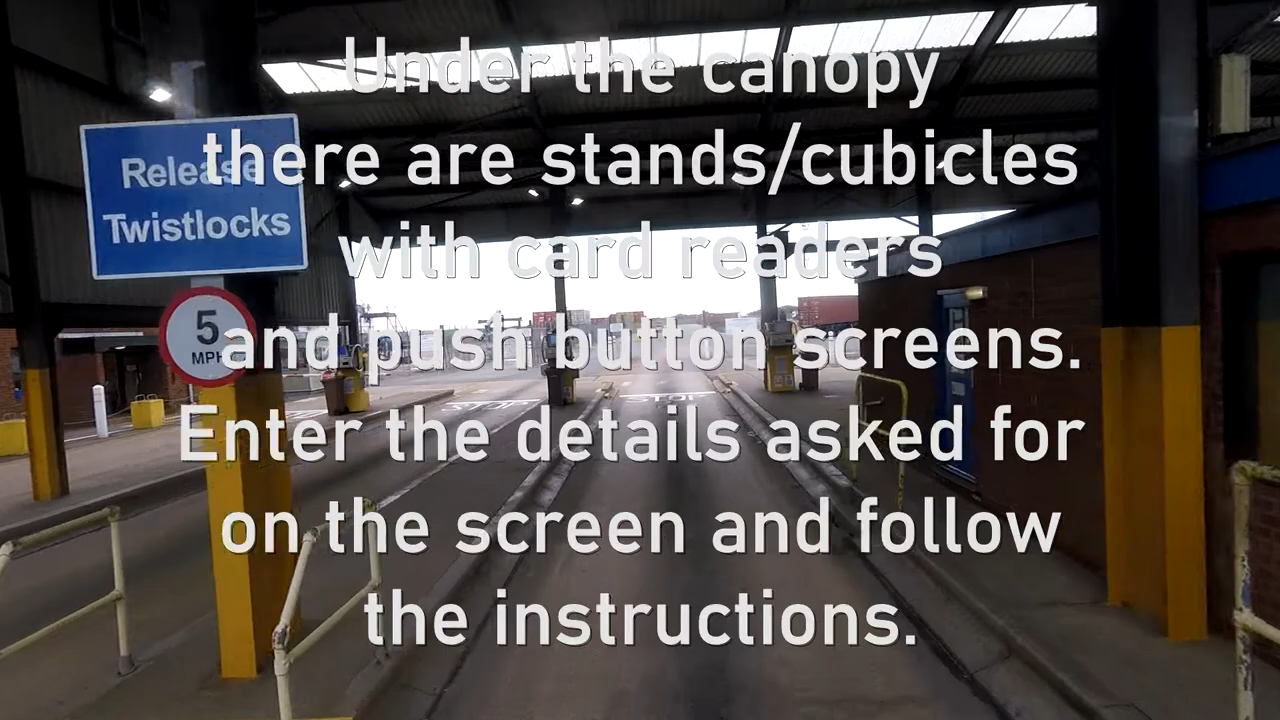 Under the canopy
there are stands/cubicles
with card readers
and push button screens.
Enter the details asked for
on the screen and follow
the instructions.
Release
Twistlocks
5
MPH
STOP
STOP